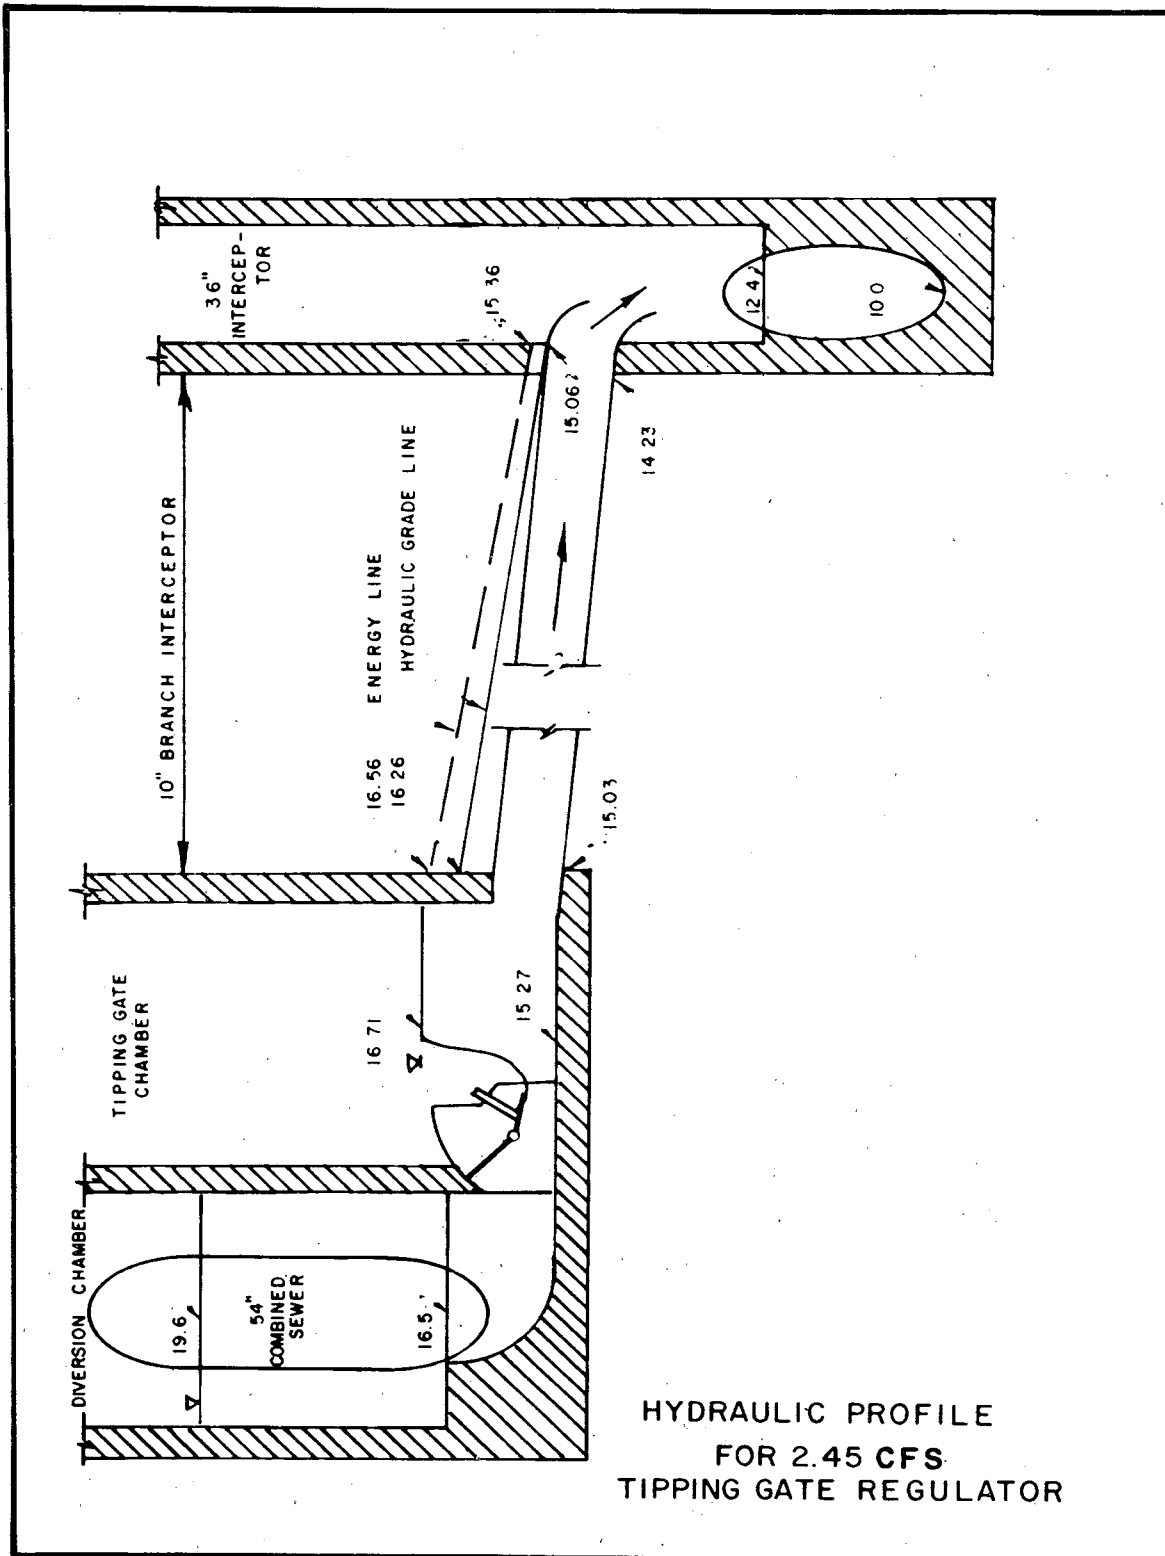 36"
INTERCEP-
TOR
15 36
12 4
10 0
15.06
14 23
10" BRANCH INTERCEPTOR
ENERGY LINE
HYDRAULIC GRADE LINE
16.56
16 26
15.03
TIPPING GATE
CHAMBER
16 71
15 27
DIVERSION CHAMBER
19.6
54"
COMBINED
SEWER
16.5
HYDRAULIC PROFILE
FOR 2.45 CFS
TIPPING GATE REGULATOR